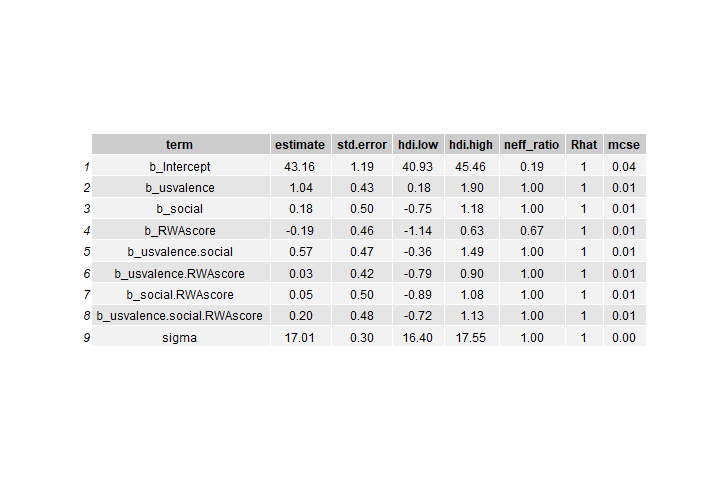 term estimate std.error hdi.low hdi.high neff_ratio Rhat mcse
1 b_Intercept 43.16 1.19 40.93 45.46 0.19 1 0.04
2 b_usvalence 1.04 0.43 0.18 1.90 1.00 1 0.01
3 b_social 0.18 0.50 -0.75 1.18 1.00 1 0.01
4 b_RWAscore -0.19 0.46 -1.14 0.63 0.67 1 0.01
5 b_usvalence.social 0.57 0.47 -0.36 1.49 1.00 1 0.01
6 b_usvalence.RWAscore 0.03 0.42 -0.79 0.90 1.00 1 0.01
7 b_social.RWAscore 0.05 0.50 -0.89 1.08 1.00 1 0.01
8 b_usvalence.social.RWAscore 0.20 0.48 -0.72 1.13 1.00 1 0.01
9 sigma 17.01 0.30 16.40 17.55 1.00 1 0.00